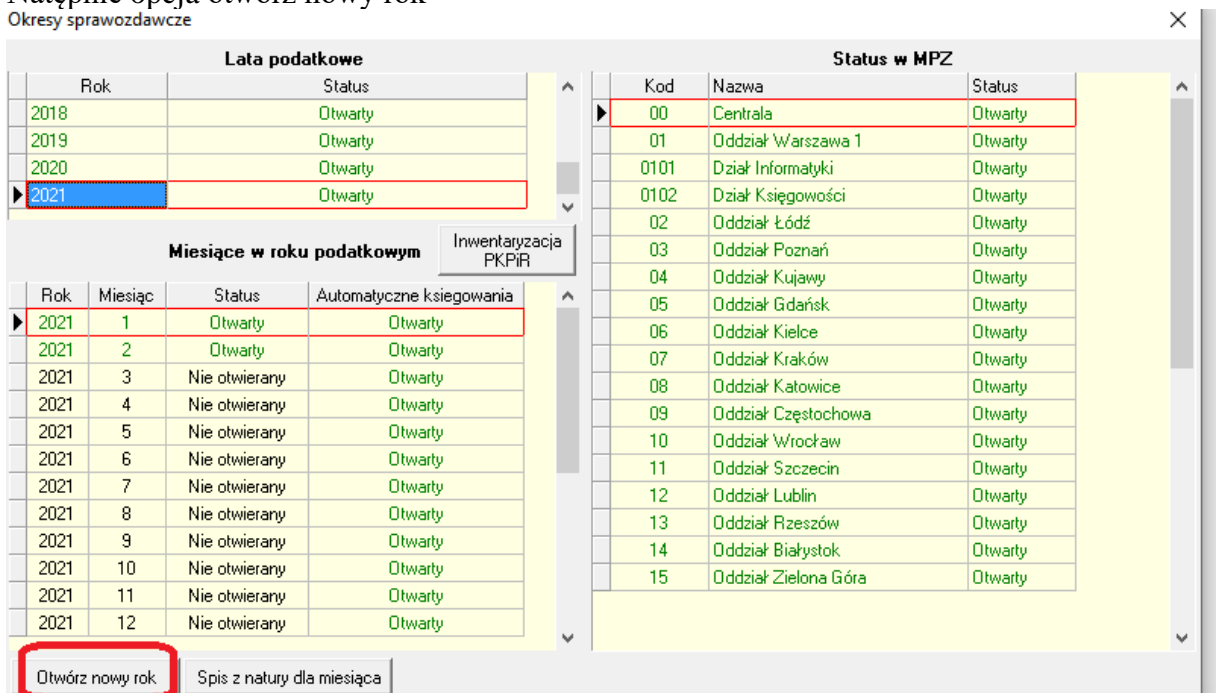 Natępnie opcja otwórz nowy rok
Okresy sprawozdawcze
Lata podatkowe
Rok Status
2018 Otwarty
2019 Otwarty
2020 Otwarty
2021 Otwarty
Miesiące w roku podatkowym
Inwentaryzacja
PKPiR
Rok Miesiąc Status Automatyczne ksiegowania
2021 1 Otwarty Otwarty
2021 2 Otwarty Otwarty
2021 3 Nie otwierany Otwarty
2021 4 Nie otwierany Otwarty
2021 5 Nie otwierany Otwarty
2021 6 Nie otwierany Otwarty
2021 7 Nie otwierany Otwarty
2021 8 Nie otwierany Otwarty
2021 9 Nie otwierany Otwarty
2021 10 Nie otwierany Otwarty
2021 11 Nie otwierany Otwarty
2021 12 Nie otwierany Otwarty
Status w MPZ
Kod Nazwa Status
00 Centrala Otwarty
01 Oddział Warszawa 1 Otwarty
0101 Dział Informatyki Otwarty
0102 Dział Księgowości Otwarty
02 Oddział Łódź Otwarty
03 Oddział Poznań Otwarty
04 Oddział Kujawy Otwarty
05 Oddział Gdańsk Otwarty
06 Oddział Kielce Otwarty
07 Oddział Kraków Otwarty
08 Oddział Katowice Otwarty
09 Oddział Częstochowa Otwarty
10 Oddział Wrocław Otwarty
11 Oddział Szczecin Otwarty
12 Oddział Lublin Otwarty
13 Oddział Rzeszów Otwarty
14 Oddział Białystok Otwarty
15 Oddział Zielona Góra Otwarty
Otwórz nowy rok
Spis z natury dla miesiąca